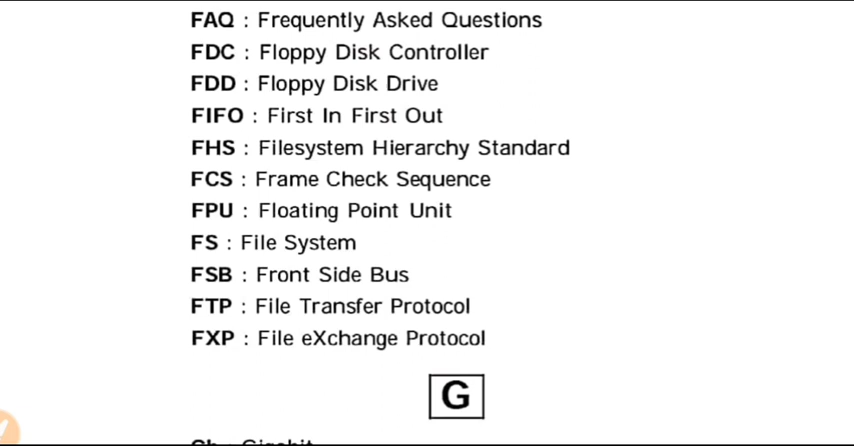 FAQ : Frequently Asked Questions
FDC : Floppy Disk Controller
FDD : Floppy Disk Drive
FIFO : First In First Out
FHS : Filesystem Hierarchy Standard
FCS : Frame Check Sequence
FPU : Floating Point Unit
FS : File System
FSB : Front Side Bus
FTP : File Transfer Protocol
FXP : File eXchange Protocol
G